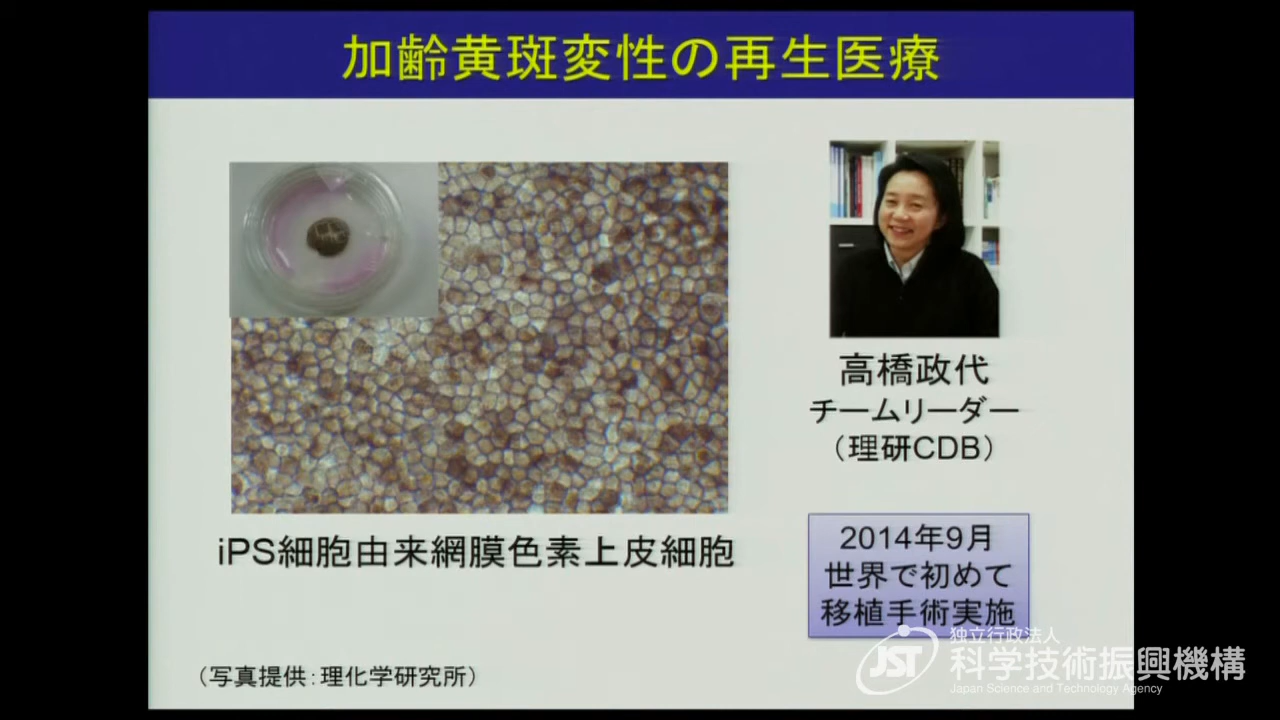 加齢黄斑変性の再生医療
高橋政代
チームリーダー
（理研CDB）
iPS細胞由来網膜色素上皮細胞
2014年9月
世界で初めて
移植手術実施
（写真提供：理化学研究所）
JST
独立行政法人
科学技術振興機構
Japan Science and Technology Agency